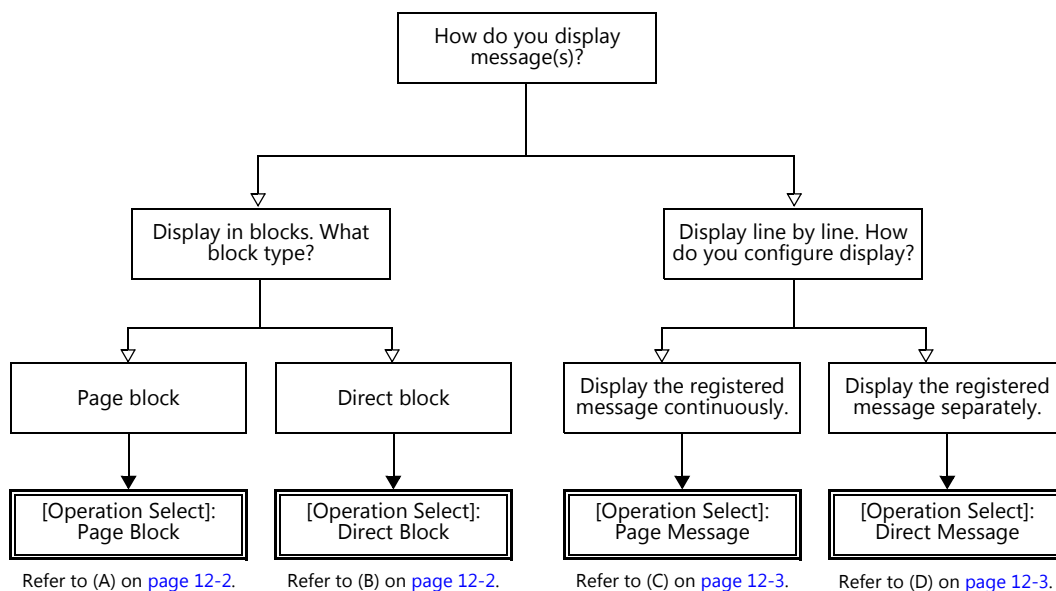 How do you display
message(s)?
Display in blocks. What
block type?
Display line by line. How
do you configure display?
Page block
Direct block
Display the registered
message continuously.
Display the registered
message separately.
[Operation Select]:
Page Block
[Operation Select]:
Direct Block
[Operation Select]:
Page Message
[Operation Select]:
Direct Message
Refer to (A) on page 12-2.
Refer to (B) on page 12-2.
Refer to (C) on page 12-3.
Refer to (D) on page 12-3.